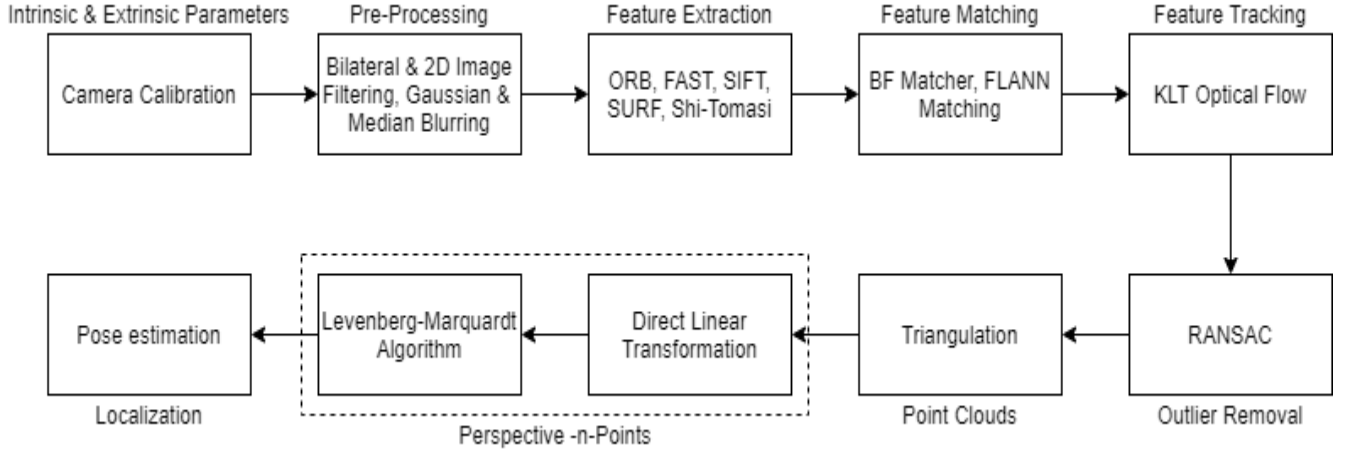 Intrinsic & Extrinsic Parameters
Pre-Processing
Feature Extraction
Feature Matching
Feature Tracking
Camera Calibration
Bilateral & 2D Image
Filtering, Gaussian &
Median Blurring
ORB, FAST, SIFT,
SURF, Shi-Tomasi
BF Matcher, FLANN
Matching
KLT Optical Flow
Pose estimation
Levenberg-Marquardt
Algorithm
Direct Linear
Transformation
Triangulation
RANSAC
Localization
Perspective -n-Points
Point Clouds
Outlier Removal